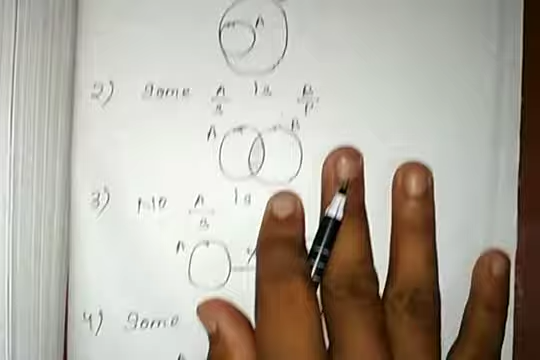 A
2) Some A/s is B/P
A B
3) No A/s is
A
4) Some